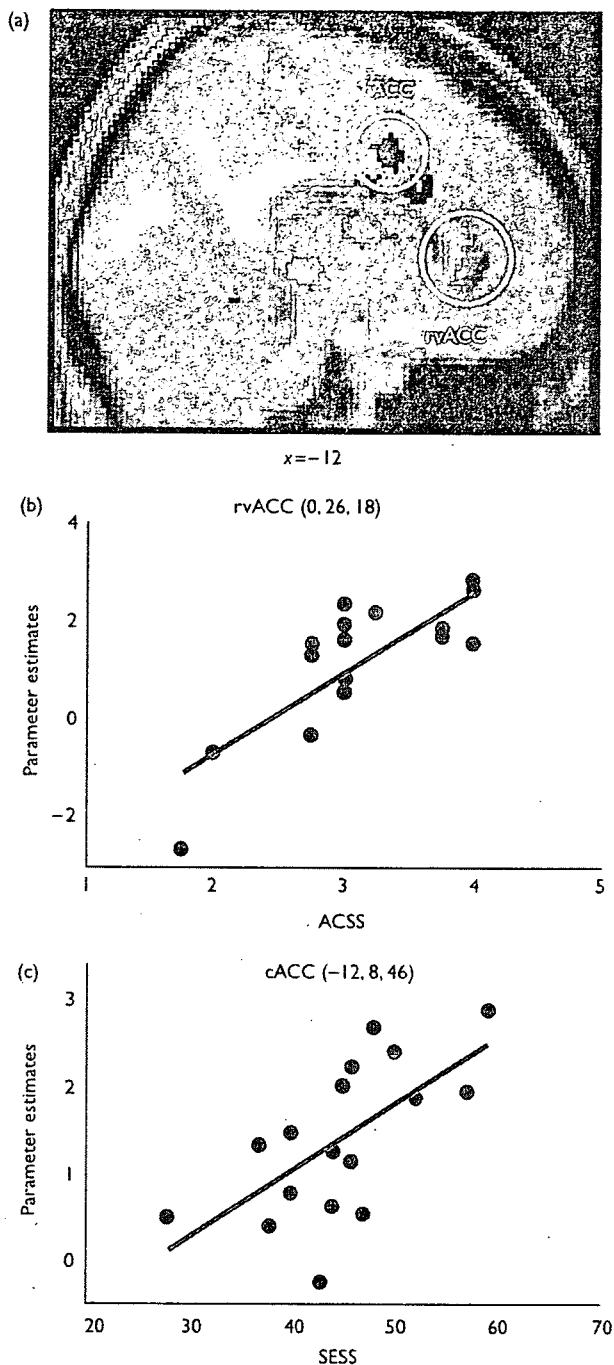 (a)
ACC
rvACC
x=−12
(b)
rvACC (0, 26, 18)
4
2
0
−2
Parameter estimates
1 2 3 4 5
ACSS
(c)
cACC (−12, 8, 46)
3
2
1
0
Parameter estimates
20 30 40 50 60 70
SESS